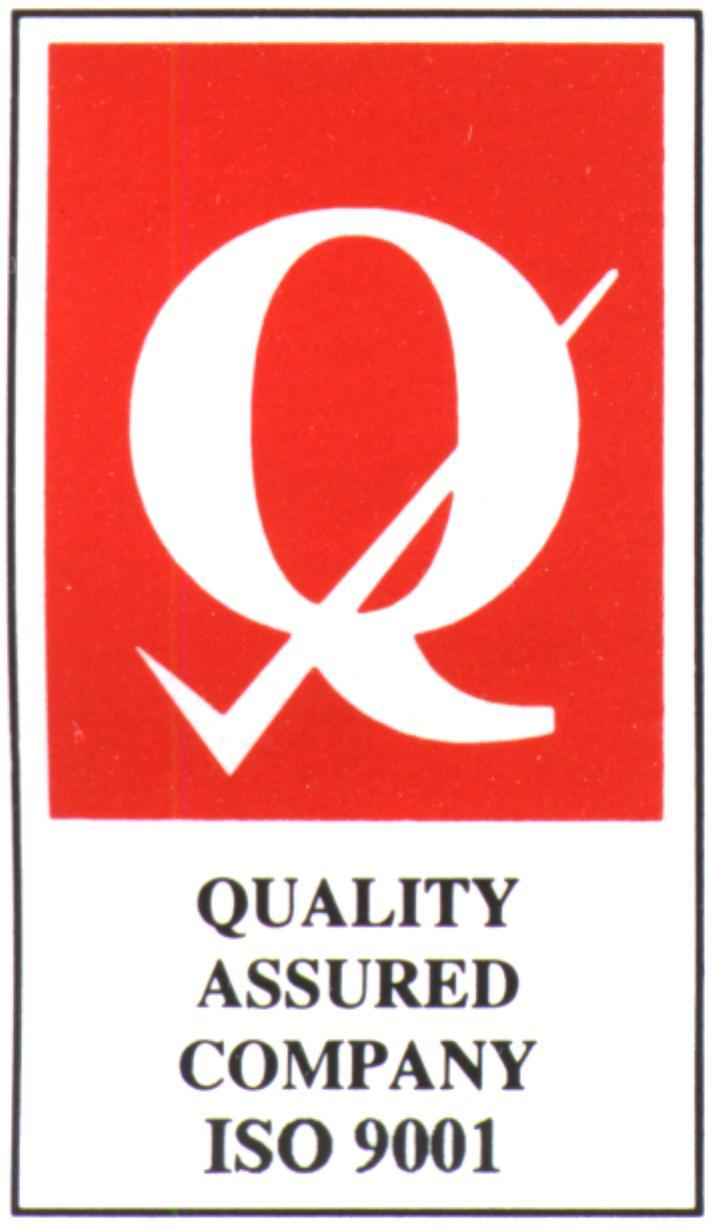 Q
QUALITY
ASSURED
COMPANY
ISO 9001